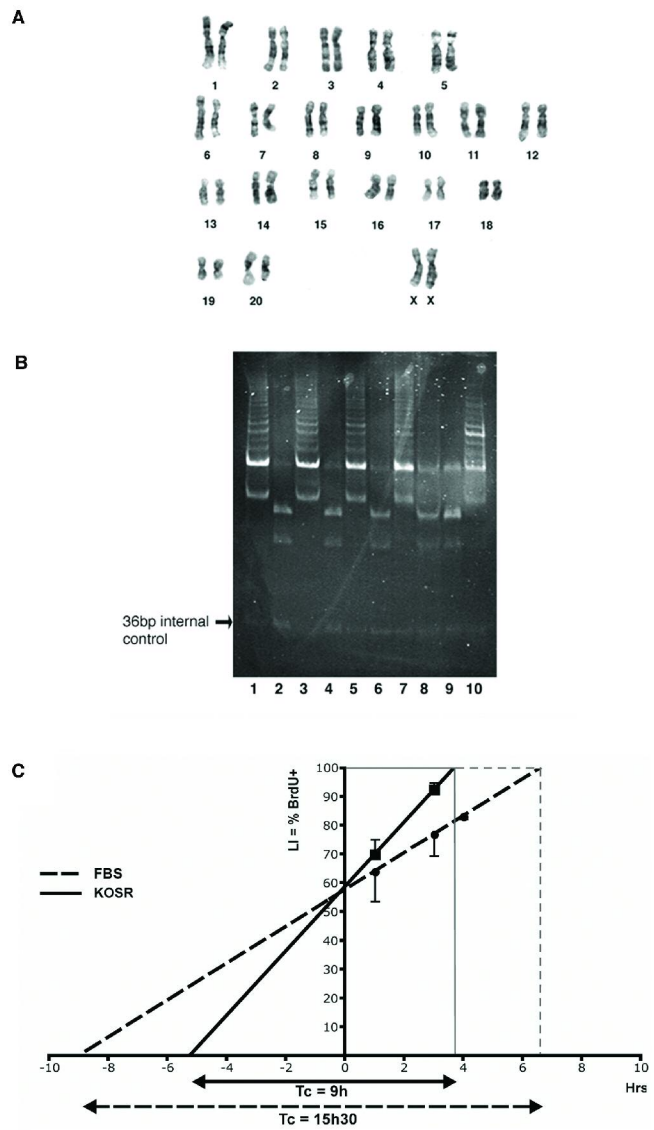 A
1 2 3 4 5
6 7 8 9 10 11 12
13 14 15 16 17 18
19 20 X X
B
36bp internal
control
1 2 3 4 5 6 7 8 9 10
C
LI = % BrdU+
100
90
80
70
60
50
40
30
20
10
FBS
KOSR
-10 -8 -6 -4 -2 0 2 4 6 8 10
Hrs
Tc = 9h
Tc = 15h30